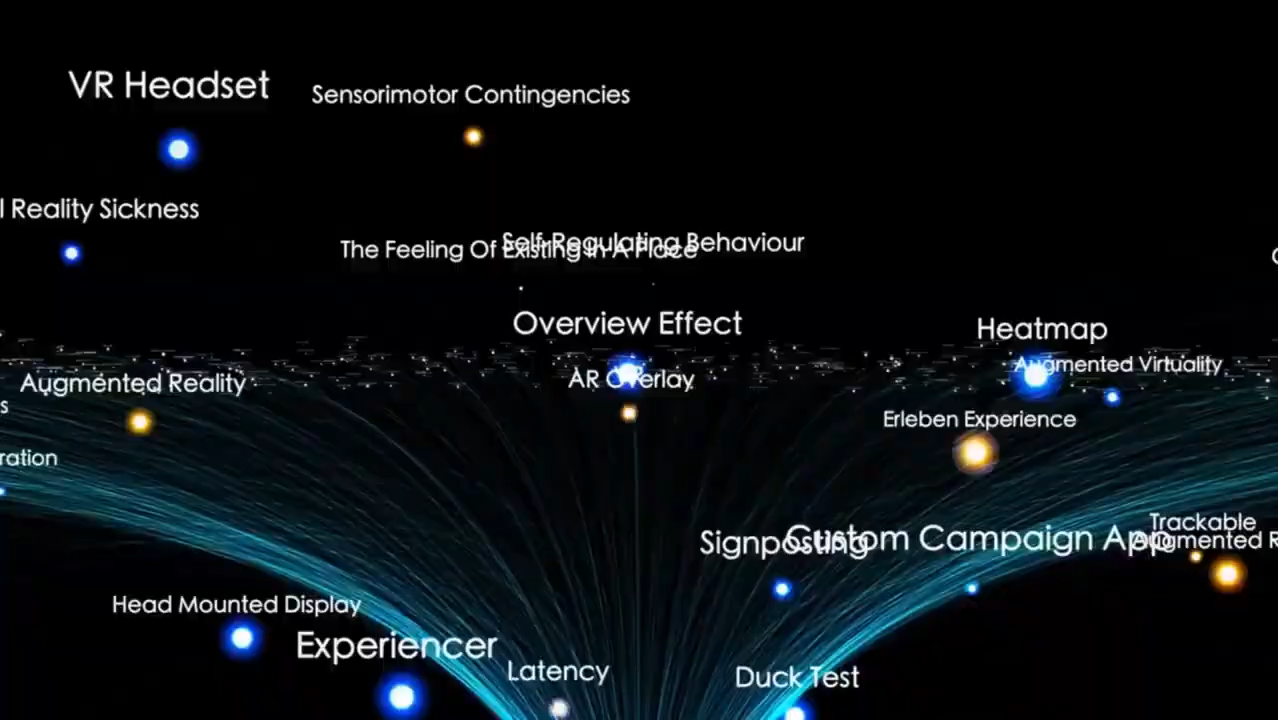 VR Headset
Sensorimotor Contingencies
l Reality Sickness
Self-Regulating Behaviour
The Feeling Of Existing In A Place
Overview Effect
Heatmap
Augmented Virtuality
AR Overlay
Augmented Reality
s
Erleben Experience
ration
Trackable
Signposting
Custom Campaign App
Augmented R
Head Mounted Display
Experiencer
Latency
Duck Test